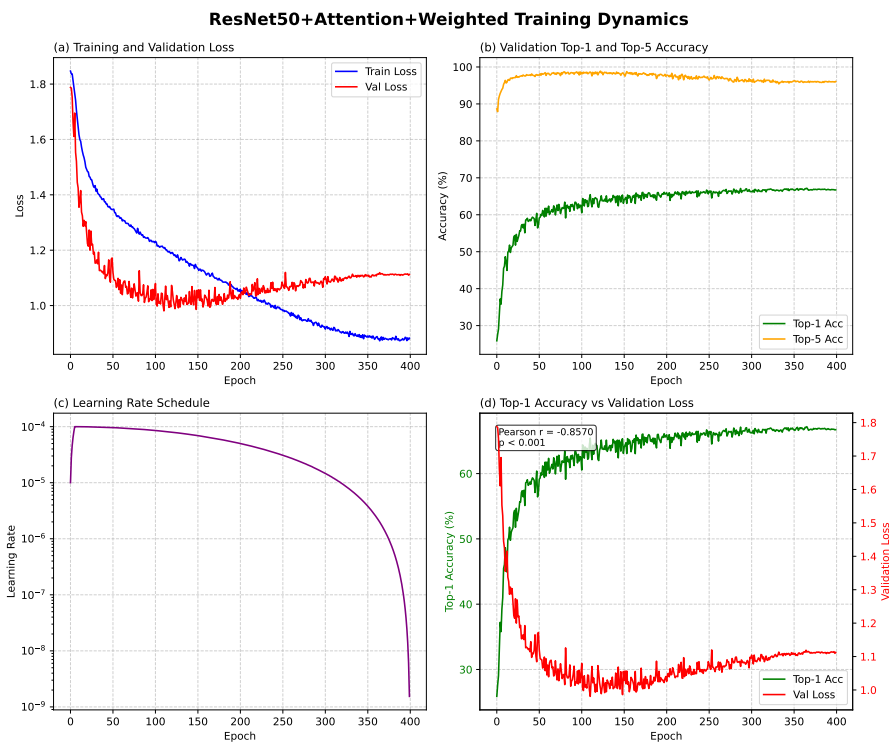 ResNet50+Attention+Weighted Training Dynamics
(a) Training and Validation Loss
Loss
1.8
1.6
1.4
1.2
1.0
Train Loss
Val Loss
0 50 100 150 200 250 300 350 400
Epoch
(b) Validation Top-1 and Top-5 Accuracy
Accuracy (%)
100
90
80
70
60
50
40
30
Top-1 Acc
Top-5 Acc
0 50 100 150 200 250 300 350 400
Epoch
(c) Learning Rate Schedule
Learning Rate
10⁻⁴
10⁻⁵
10⁻⁶
10⁻⁷
10⁻⁸
10⁻⁹
0 50 100 150 200 250 300 350 400
Epoch
(d) Top-1 Accuracy vs Validation Loss
Top-1 Accuracy (%)
60
50
40
30
Pearson r = -0.8570
p < 0.001
Top-1 Acc
Val Loss
1.8
1.7
1.6
1.5
1.4
1.3
1.2
1.1
1.0
Validation Loss
0 50 100 150 200 250 300 350 400
Epoch